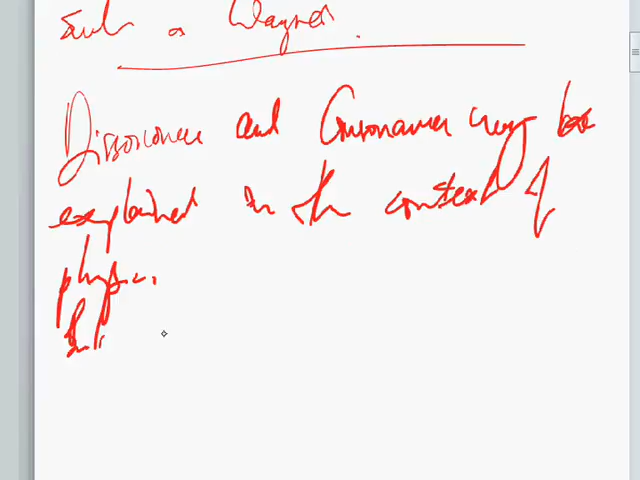 Such as Wagner.
Dissonance and Consonance may be
explained in the context of
physics.